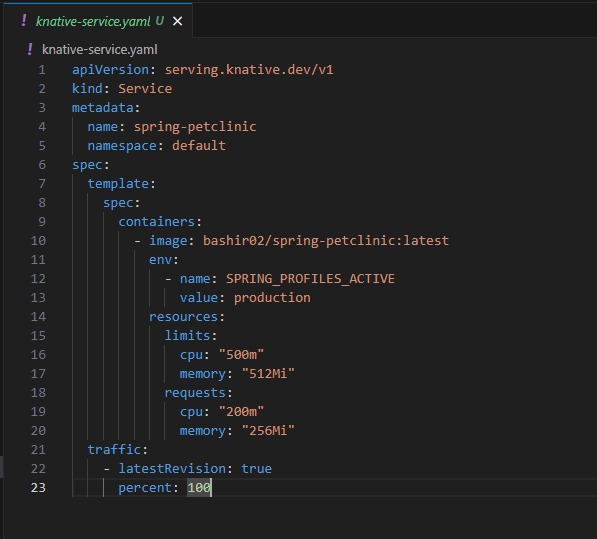 ! knative-service.yaml U ✕
! knative-service.yaml
1 apiVersion: serving.knative.dev/v1
2 kind: Service
3 metadata:
4   name: spring-petclinic
5   namespace: default
6 spec:
7   template:
8     spec:
9       containers:
10         - image: bashir02/spring-petclinic:latest
11           env:
12             - name: SPRING_PROFILES_ACTIVE
13               value: production
14           resources:
15             limits:
16               cpu: "500m"
17               memory: "512Mi"
18             requests:
19               cpu: "200m"
20               memory: "256Mi"
21   traffic:
22     - latestRevision: true
23       percent: 100